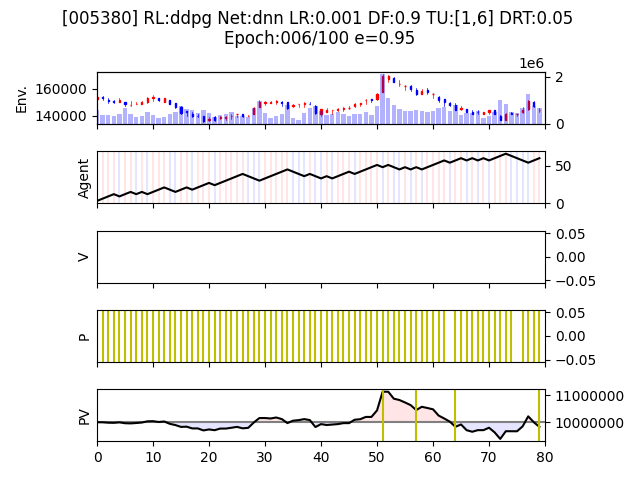 [005380] RL:ddpg Net:dnn LR:0.001 DF:0.9 TU:[1,6] DRT:0.05
Epoch:006/100 e=0.95
1e6
Env.
160000
140000
2
0
Agent
50
0
V
0.05
0.00
−0.05
P
0.05
0.00
−0.05
PV
11000000
10000000
0 10 20 30 40 50 60 70 80